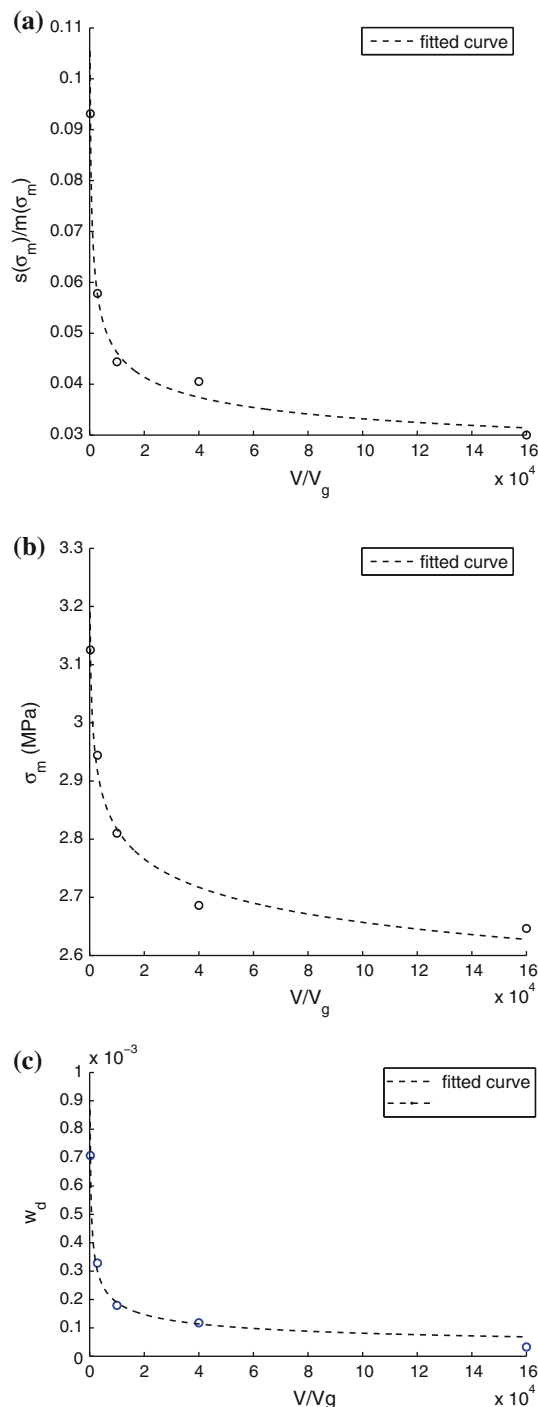 (a)
0.11
0.1
0.09
0.08
0.07
0.06
0.05
0.04
0.03
s(σm)/m(σm)
fitted curve
0 2 4 6 8 10 12 14 16
V/Vg
x 10^4
(b)
3.3
3.2
3.1
3
2.9
2.8
2.7
2.6
σm (MPa)
fitted curve
0 2 4 6 8 10 12 14 16
V/Vg
x 10^4
(c)
x 10^−3
1
0.9
0.8
0.7
0.6
0.5
0.4
0.3
0.2
0.1
0
wd
fitted curve
0 2 4 6 8 10 12 14 16
V/Vg
x 10^4